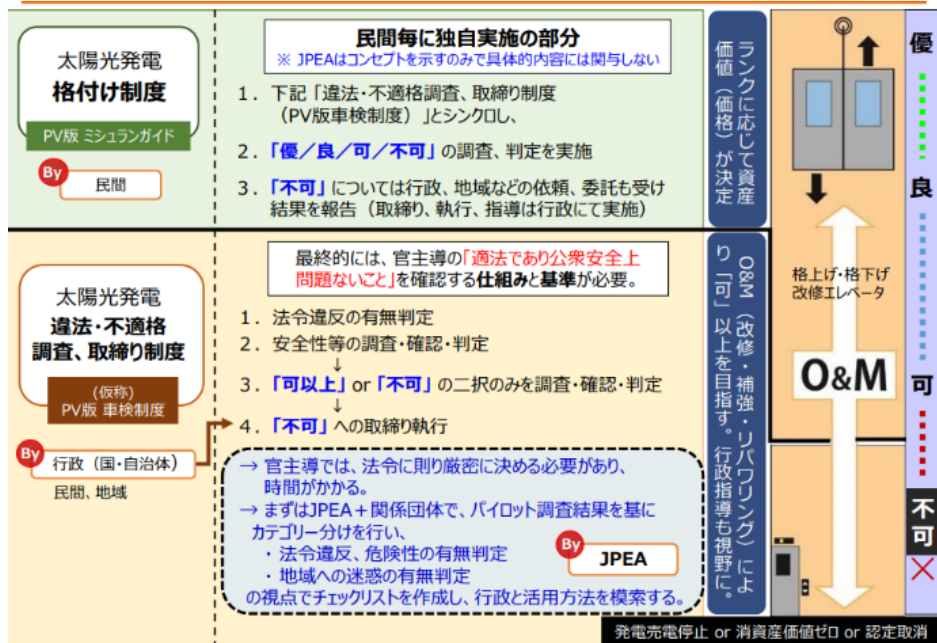 太陽光発電
格付け制度
PV版 ミシュランガイド
By
民間
民間毎に独自実施の部分
※ JPEAはコンセプトを示すのみで具体的内容には関与しない
1. 下記「違法・不適格調査、取締り制度
（PV版車検制度）」とシンクロし、
2. 「優／良／可／不可」の調査、判定を実施
3. 「不可」については行政、地域などの依頼、委託も受け
結果を報告（取締り、執行、指導は行政にて実施）
ランクに応じて資産
価値（価格）が決定
太陽光発電
違法・不適格
調査、取締り制度
(仮称)
PV版 車検制度
By
行政（国・自治体）
民間、地域
最終的には、官主導の「適法であり公衆安全上
問題ないこと」を確認する仕組みと基準が必要。
1. 法令違反の有無判定
2. 安全性等の調査・確認・判定
↓
3. 「可以上」or「不可」の二択のみを調査・確認・判定
↓
4. 「不可」への取締り執行
→ 官主導では、法令に則り厳密に決める必要があり、
時間がかかる。
→ まずはJPEA＋関係団体で、パイロット調査結果を基に
カテゴリー分けを行い、
・法令違反、危険性の有無判定
・地域への迷惑の有無判定
の視点でチェックリストを作成し、行政と活用方法を模索する。
By
JPEA
O&M（改修・補強・リパワリング）によ
り「可」以上を目指す。行政指導も視野に。
格上げ・格下げ
改修エレベータ
O&M
優
良
可
不可
発電売電停止 or 消資産価値ゼロ or 認定取消